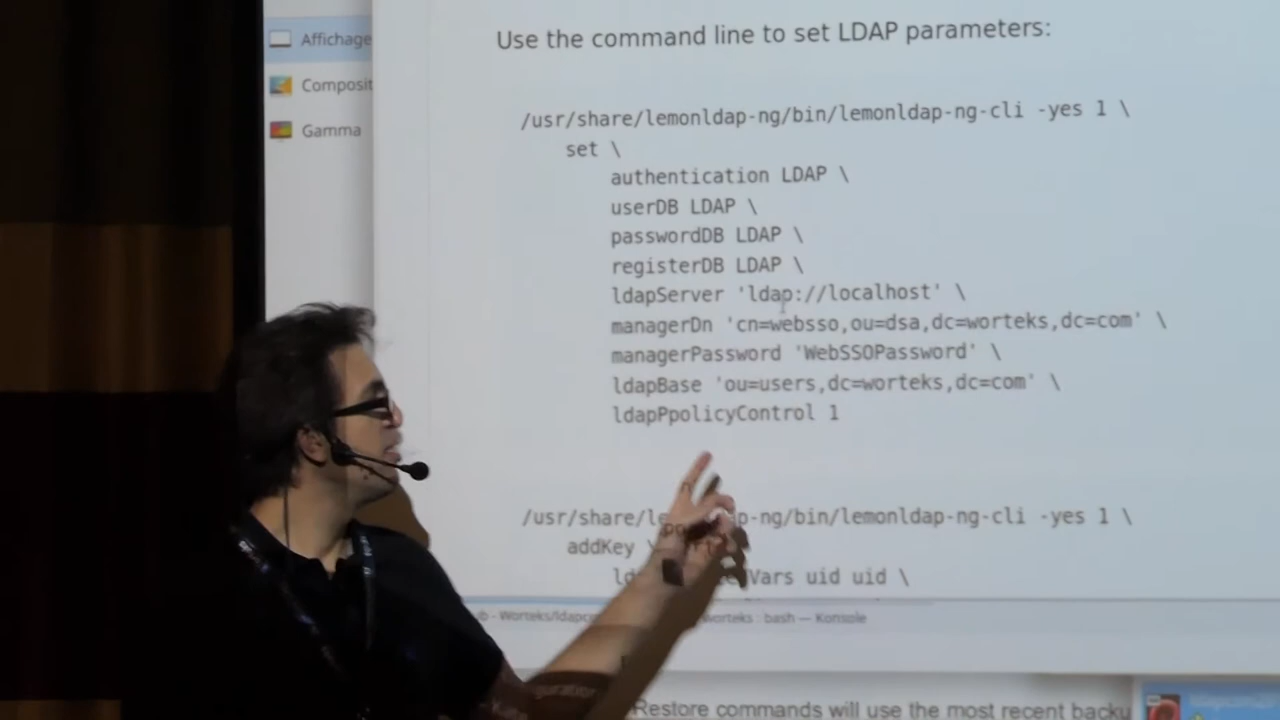 Affichage
Composit
Gamma
Use the command line to set LDAP parameters:
/usr/share/lemonldap-ng/bin/lemonldap-ng-cli -yes 1 \
set \
authentication LDAP \
userDB LDAP \
passwordDB LDAP \
registerDB LDAP \
ldapServer 'ldap://localhost' \
managerDn 'cn=websso,ou=dsa,dc=worteks,dc=com' \
managerPassword 'WebSSOPassword' \
ldapBase 'ou=users,dc=worteks,dc=com' \
ldapPpolicyControl 1
/usr/share/le p-ng/bin/lemonldap-ng-cli -yes 1 \
addKey \
ld Vars uid uid \
ub - Worteks/ worteks : bash — Konsole
Restore commands will use the most recent backu